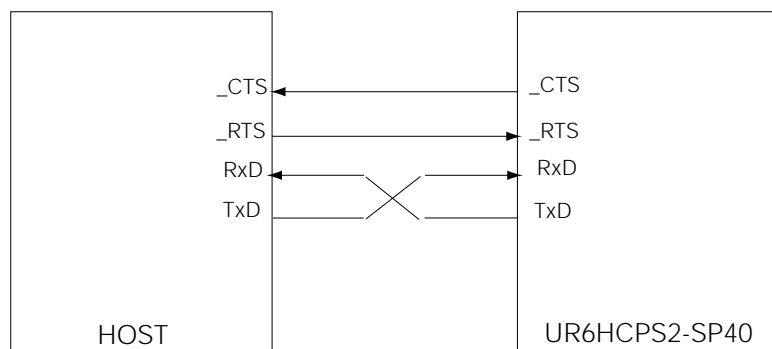 _CTS _CTS
_RTS _RTS
RxD RxD
TxD TxD
HOST UR6HCPS2-SP40